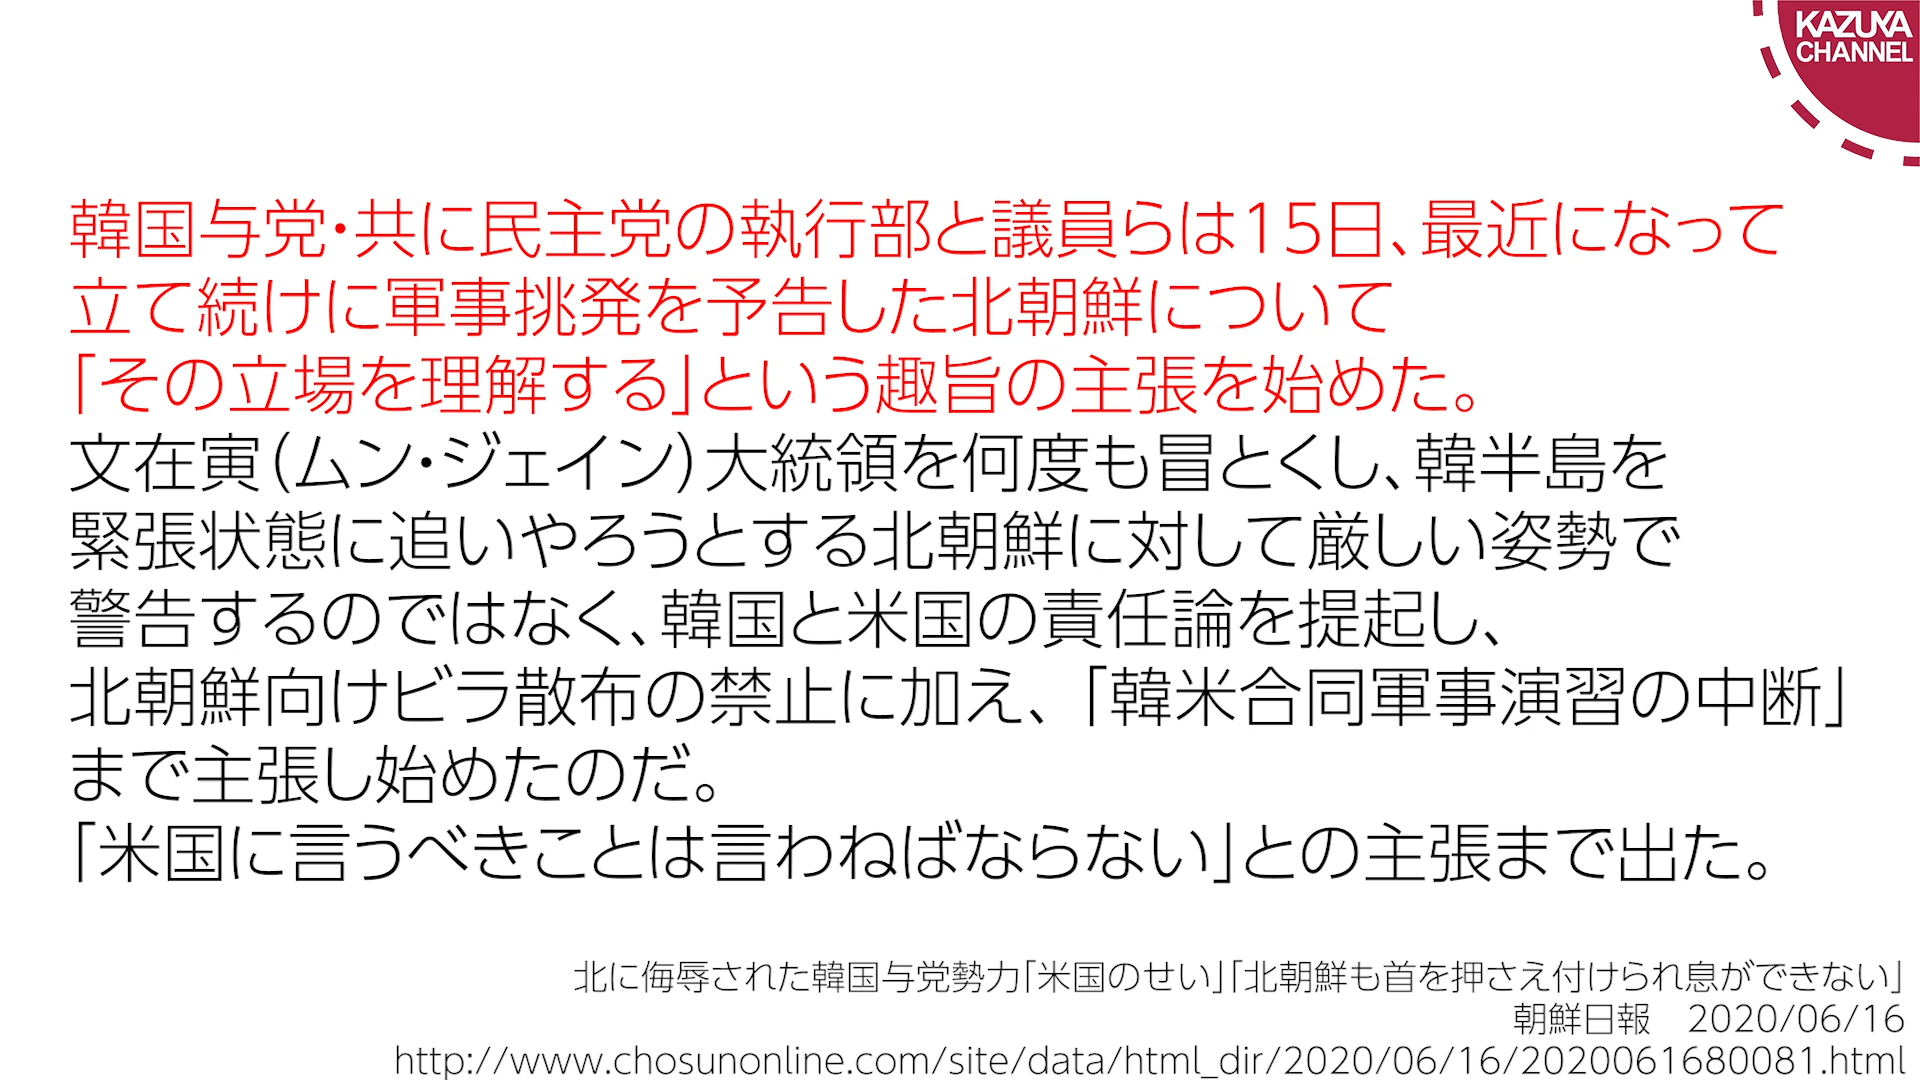 KAZUYA
CHANNEL
韓国与党・共に民主党の執行部と議員らは15日、最近になって
立て続けに軍事挑発を予告した北朝鮮について
「その立場を理解する」という趣旨の主張を始めた。
文在寅（ムン・ジェイン）大統領を何度も冒とくし、韓半島を
緊張状態に追いやろうとする北朝鮮に対して厳しい姿勢で
警告するのではなく、韓国と米国の責任論を提起し、
北朝鮮向けビラ散布の禁止に加え、「韓米合同軍事演習の中断」
まで主張し始めたのだ。
「米国に言うべきことは言わねばならない」との主張まで出た。
北に侮辱された韓国与党勢力「米国のせい」「北朝鮮も首を押さえ付けられ息ができない」
朝鮮日報　2020/06/16
http://www.chosunonline.com/site/data/html_dir/2020/06/16/2020061680081.html